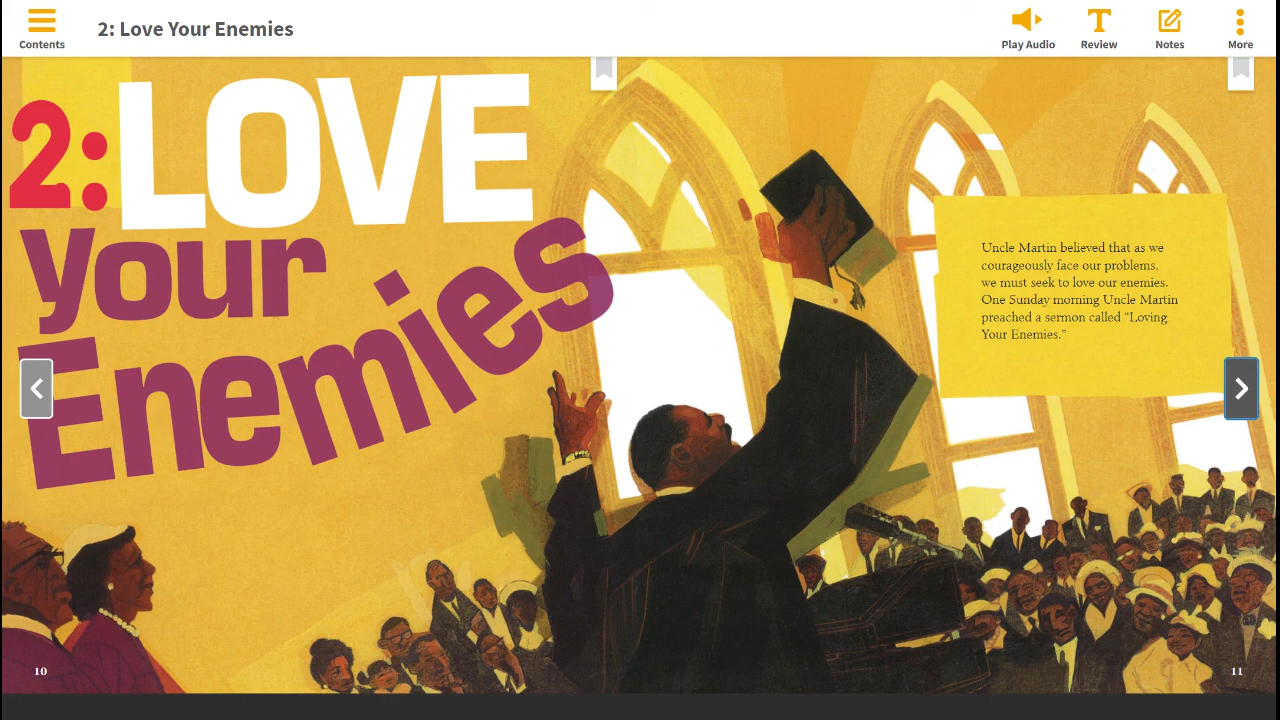 2: Love Your Enemies
Contents
Play Audio
Review
Notes
More
2: LOVE
your
Enemies
Uncle Martin believed that as we
courageously face our problems,
we must seek to love our enemies.
One Sunday morning Uncle Martin
preached a sermon called “Loving
Your Enemies.”
10
11